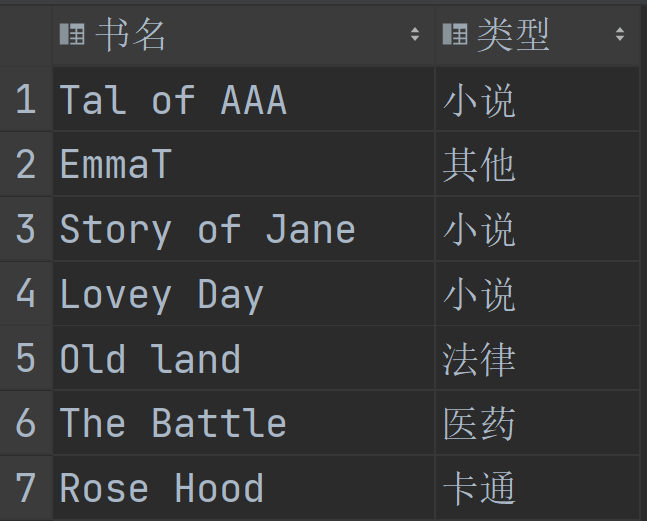 书名 类型
1 Tal of AAA 小说
2 EmmaT 其他
3 Story of Jane 小说
4 Lovey Day 小说
5 Old land 法律
6 The Battle 医药
7 Rose Hood 卡通